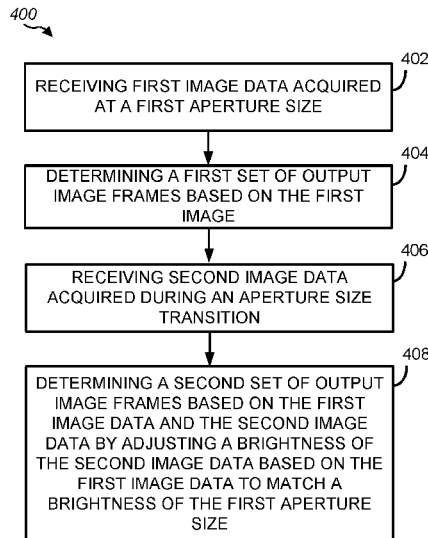 400
402
RECEIVING FIRST IMAGE DATA ACQUIRED
AT A FIRST APERTURE SIZE
404
DETERMINING A FIRST SET OF OUTPUT
IMAGE FRAMES BASED ON THE FIRST
IMAGE
406
RECEIVING SECOND IMAGE DATA
ACQUIRED DURING AN APERTURE SIZE
TRANSITION
408
DETERMINING A SECOND SET OF OUTPUT
IMAGE FRAMES BASED ON THE FIRST
IMAGE DATA AND THE SECOND IMAGE
DATA BY ADJUSTING A BRIGHTNESS OF
THE SECOND IMAGE DATA BASED ON THE
FIRST IMAGE DATA TO MATCH A
BRIGHTNESS OF THE FIRST APERTURE
SIZE